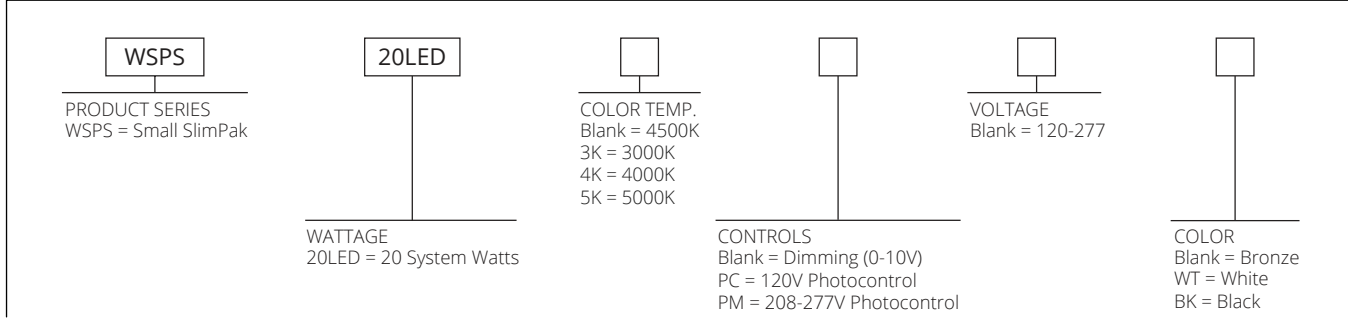 WSPS
PRODUCT SERIES
WSPS = Small SlimPak
20LED
WATTAGE
20LED = 20 System Watts
COLOR TEMP.
Blank = 4500K
3K = 3000K
4K = 4000K
5K = 5000K
CONTROLS
Blank = Dimming (0-10V)
PC = 120V Photocontrol
PM = 208-277V Photocontrol
VOLTAGE
Blank = 120-277
COLOR
Blank = Bronze
WT = White
BK = Black